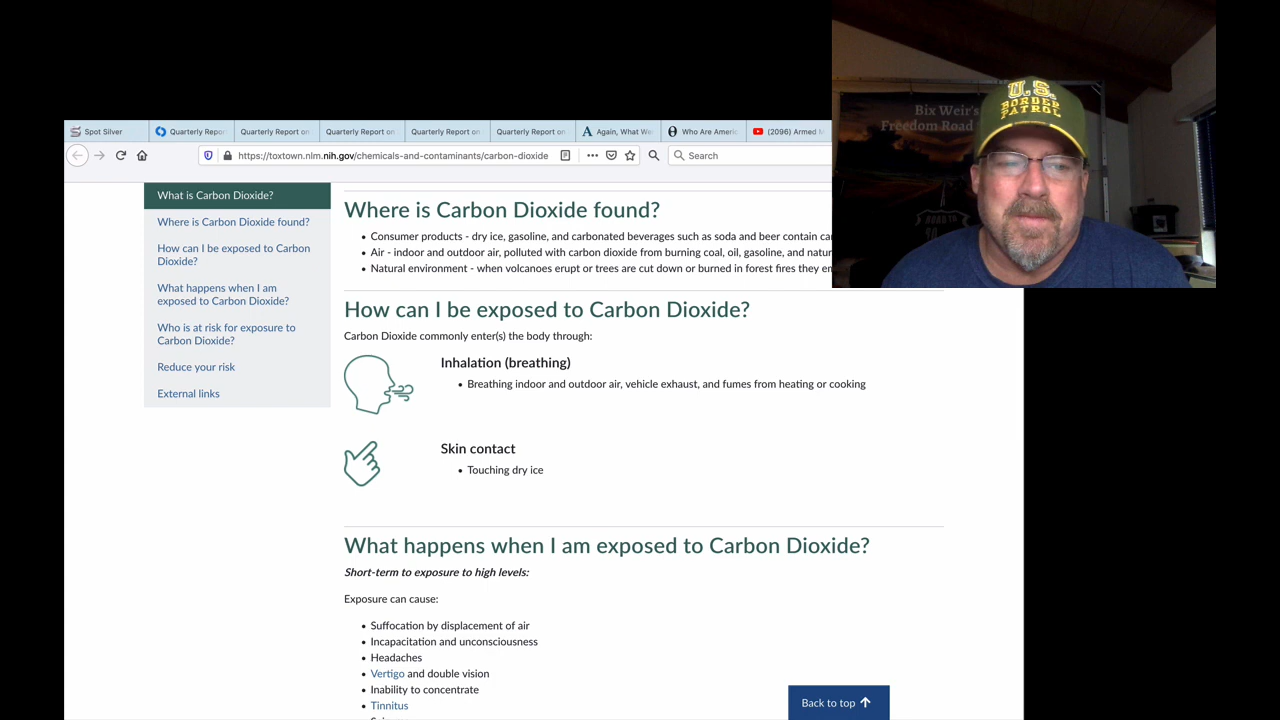 Spot Silver
Quarterly Repor
Quarterly Report on
Quarterly Report on
Quarterly Report on
Quarterly Report on
Again, What We
Who Are Americ
(2096) Armed M
https://toxtown.nlm.nih.gov/chemicals-and-contaminants/carbon-dioxide
Search
Bix Weir's
Freedom Road
ROAD TO
U.S.
BORDER
PATROL
What is Carbon Dioxide?
Where is Carbon Dioxide found?
How can I be exposed to Carbon
Dioxide?
What happens when I am
exposed to Carbon Dioxide?
Who is at risk for exposure to
Carbon Dioxide?
Reduce your risk
External links
Where is Carbon Dioxide found?
• Consumer products - dry ice, gasoline, and carbonated beverages such as soda and beer contain ca
• Air - indoor and outdoor air, polluted with carbon dioxide from burning coal, oil, gasoline, and natur
• Natural environment - when volcanoes erupt or trees are cut down or burned in forest fires they em
How can I be exposed to Carbon Dioxide?
Carbon Dioxide commonly enter(s) the body through:
Inhalation (breathing)
• Breathing indoor and outdoor air, vehicle exhaust, and fumes from heating or cooking
Skin contact
• Touching dry ice
What happens when I am exposed to Carbon Dioxide?
Short-term to exposure to high levels:
Exposure can cause:
• Suffocation by displacement of air
• Incapacitation and unconsciousness
• Headaches
• Vertigo and double vision
• Inability to concentrate
• Tinnitus
Back to top